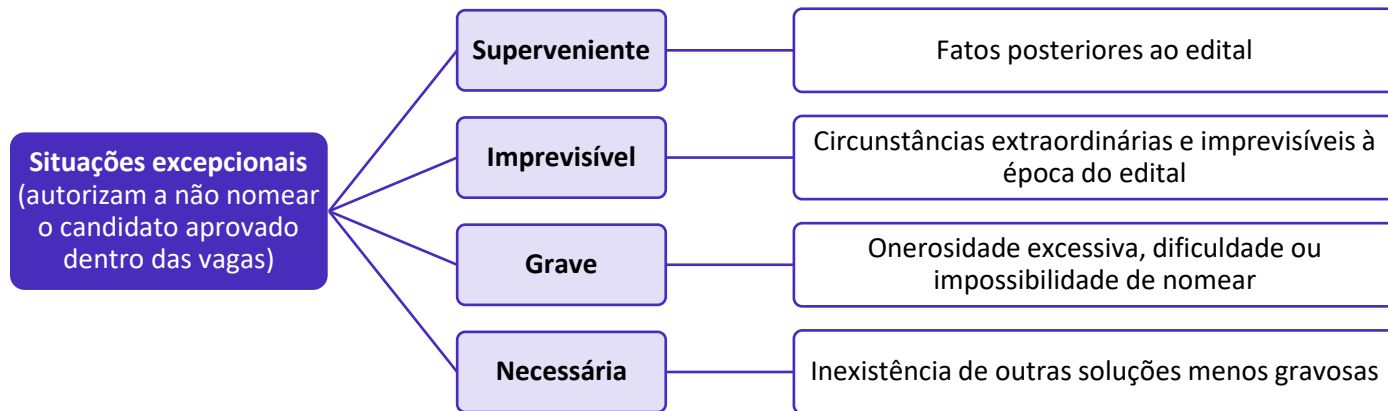 Situações excepcionais
(autorizam a não nomear
o candidato aprovado
dentro das vagas)
Superveniente
Fatos posteriores ao edital
Imprevisível
Circunstâncias extraordinárias e imprevisíveis à
época do edital
Grave
Onerosidade excessiva, dificuldade ou
impossibilidade de nomear
Necessária
Inexistência de outras soluções menos gravosas